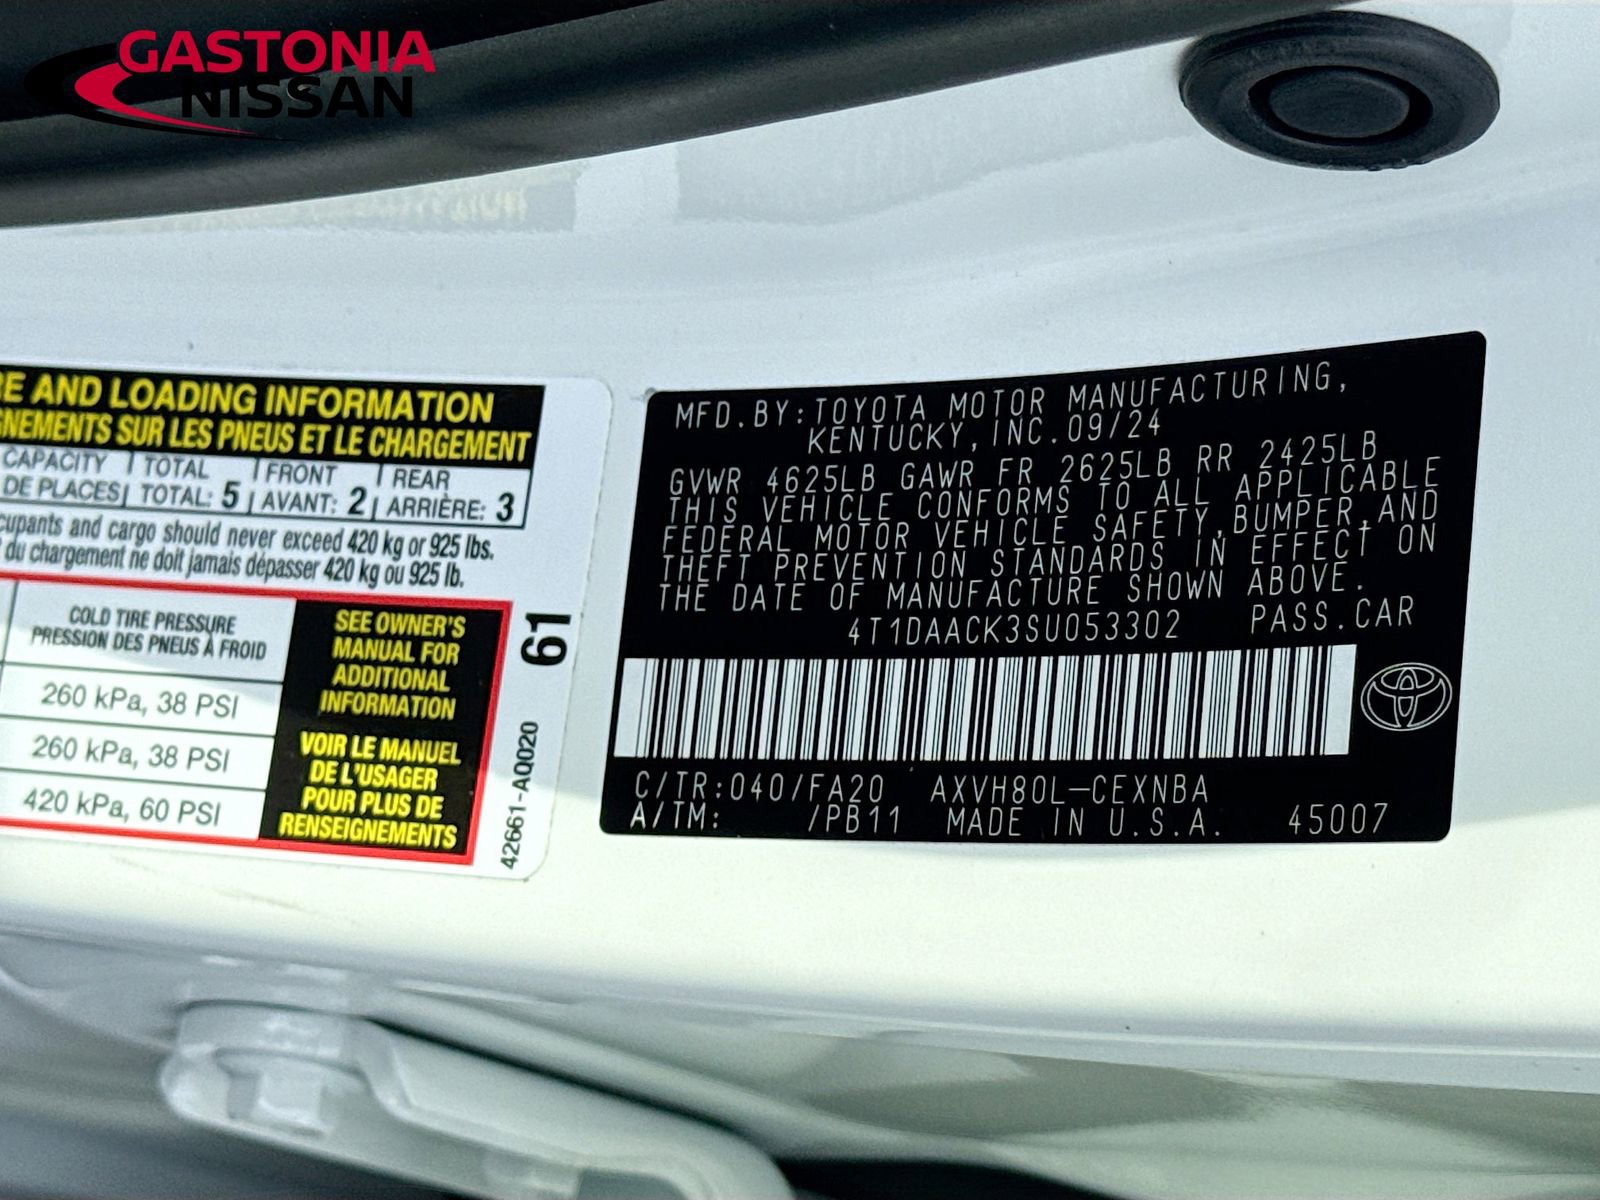 GASTONIA
NISSAN
RE AND LOADING INFORMATION
GNEMENTS SUR LES PNEUS ET LE CHARGEMENT
CAPACITY TOTAL FRONT REAR
DE PLACES TOTAL: 5 AVANT: 2 ARRIÈRE: 3
cupants and cargo should never exceed 420 kg or 925 lbs.
du chargement ne doit jamais dépasser 420 kg ou 925 lb.
COLD TIRE PRESSURE
PRESSION DES PNEUS À FROID
260 kPa, 38 PSI
260 kPa, 38 PSI
420 kPa, 60 PSI
SEE OWNER'S
MANUAL FOR
ADDITIONAL
INFORMATION
VOIR LE MANUEL
DE L'USAGER
POUR PLUS DE
RENSEIGNEMENTS
61
42661-AQ020
MFD.BY:TOYOTA MOTOR MANUFACTURING,
KENTUCKY,INC.09/24
GVWR 4625LB GAWR FR 2625LB RR 2425LB
THIS VEHICLE CONFORMS TO ALL APPLICABLE
FEDERAL MOTOR VEHICLE SAFETY,BUMPER,AND
THEFT PREVENTION STANDARDS IN EFFECT ON
THE DATE OF MANUFACTURE SHOWN ABOVE.
4T1DAACK3SU053302 PASS.CAR
C/TR:040/FA20 AXVH80L-CEXNBA
A/TM: /PB11 MADE IN U.S.A. 45007